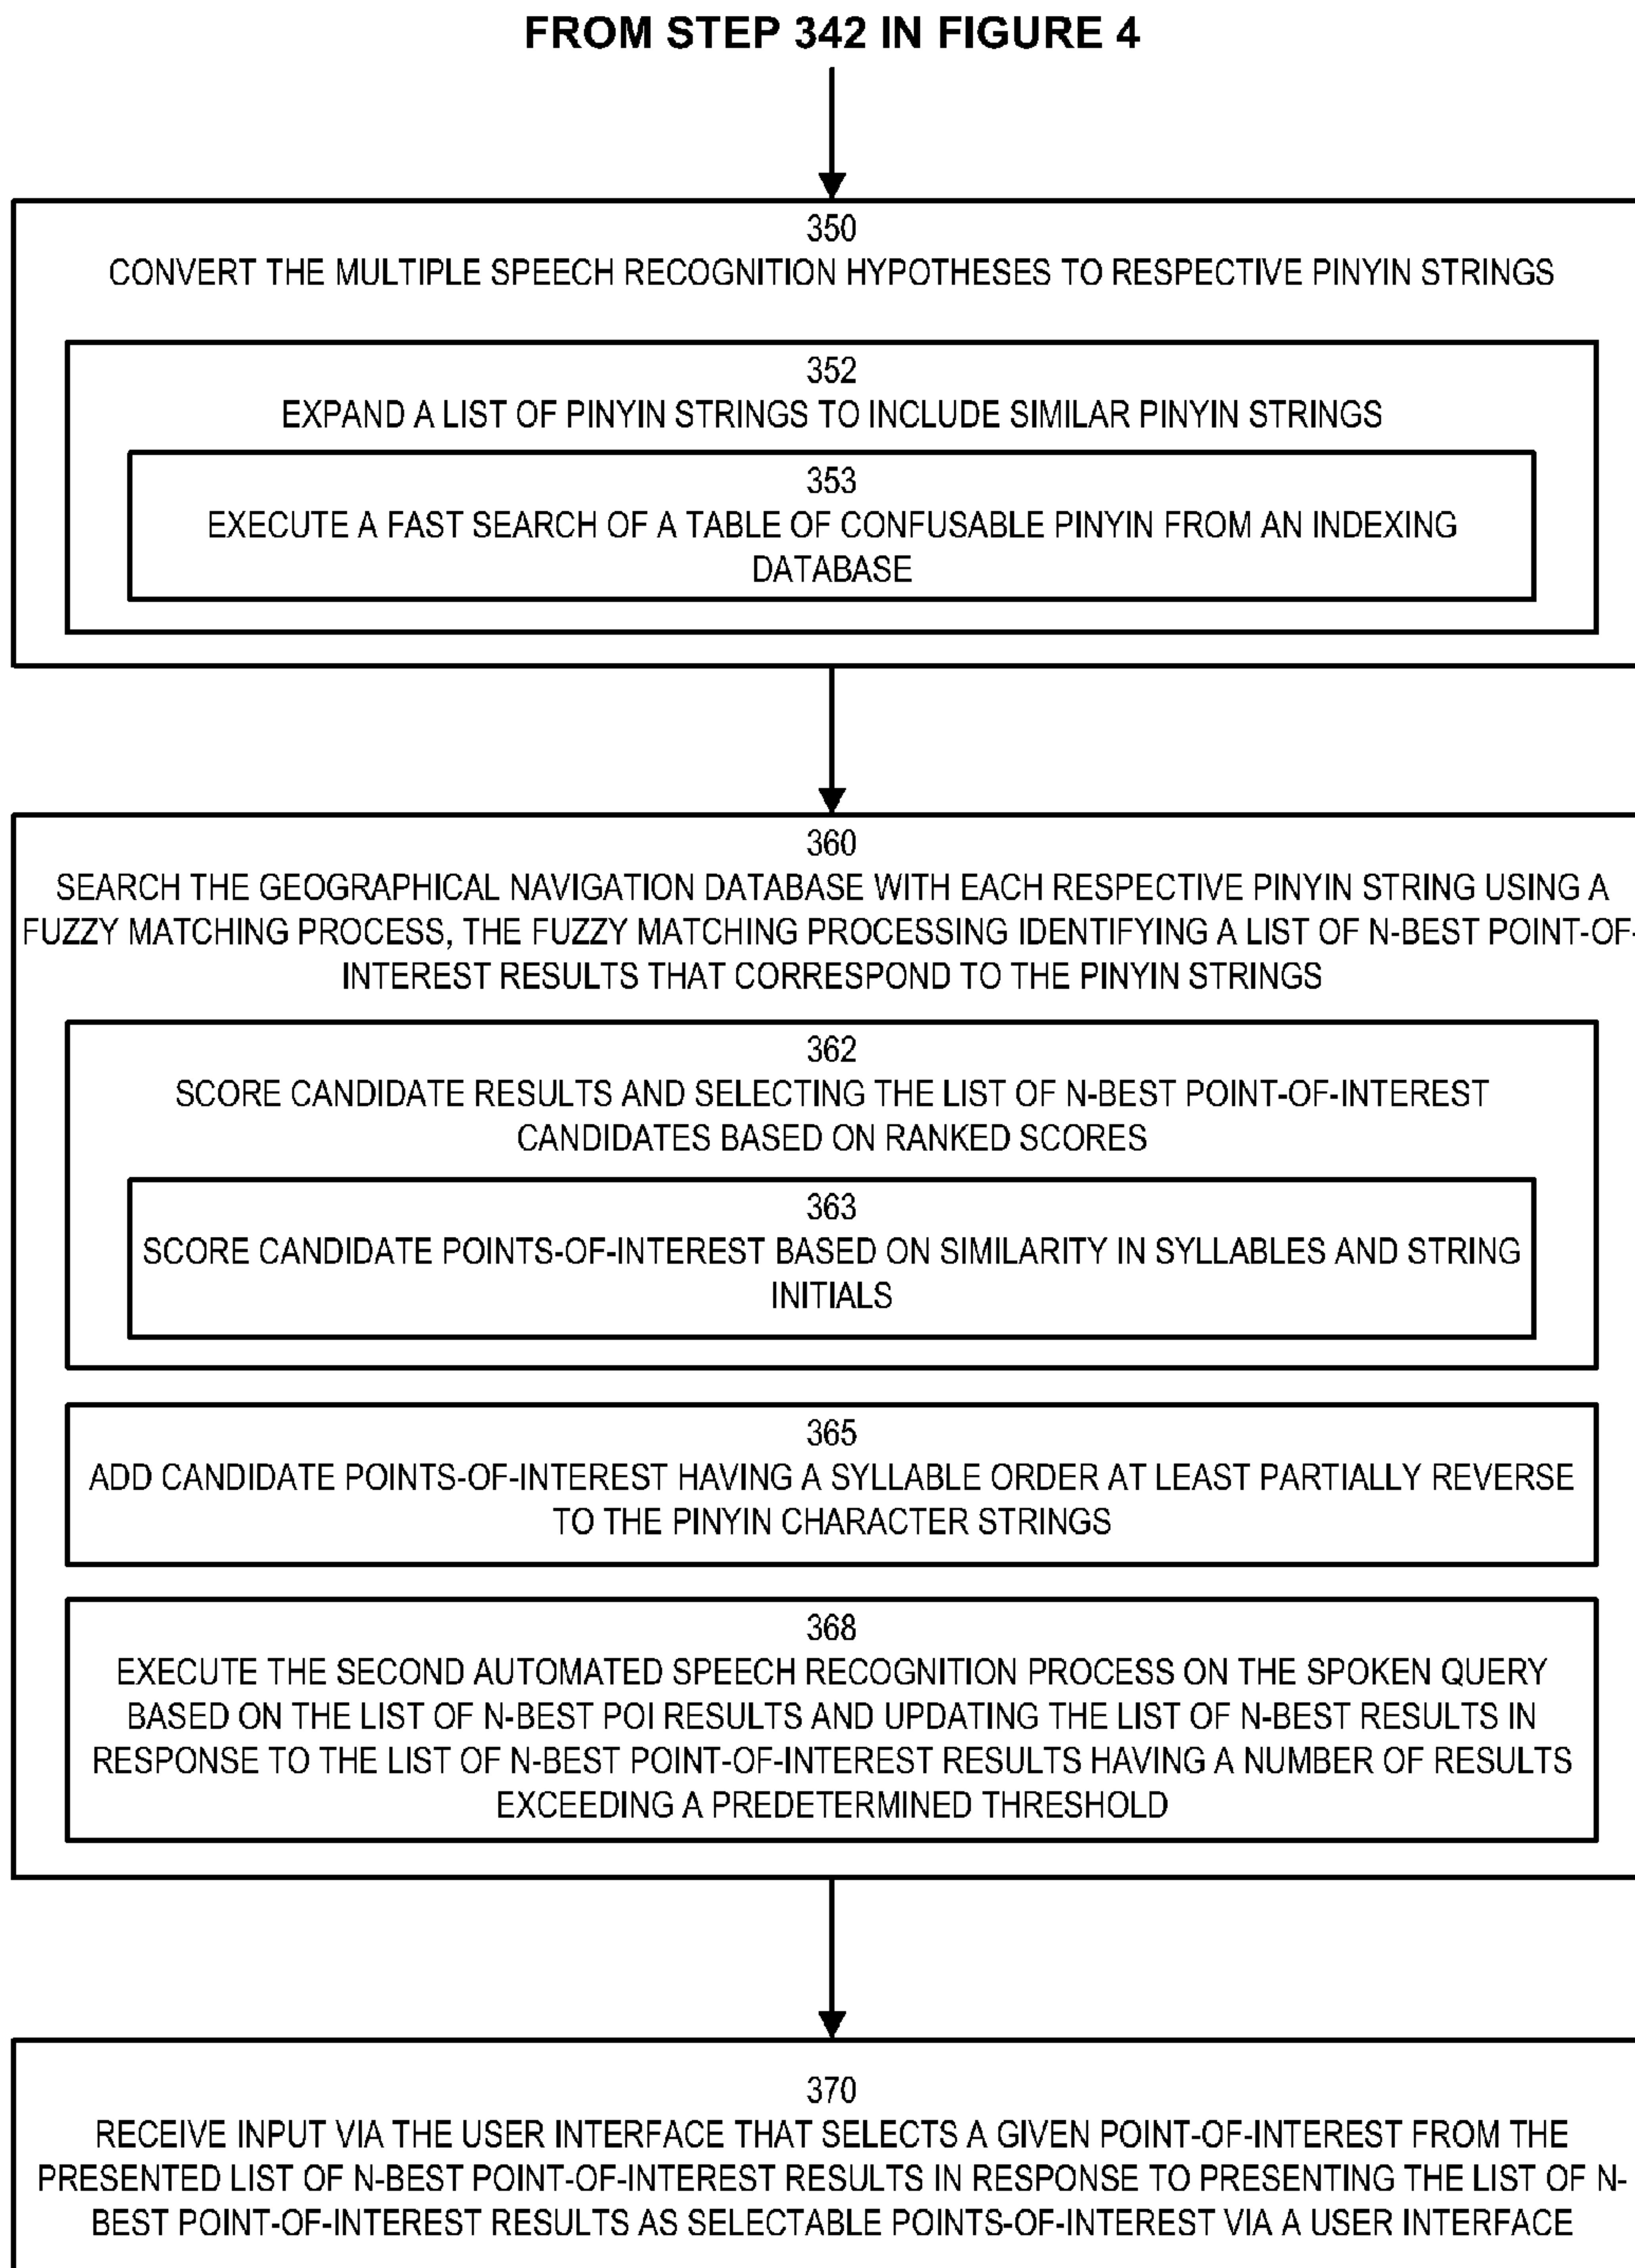 FROM STEP 342 IN FIGURE 4
350
CONVERT THE MULTIPLE SPEECH RECOGNITION HYPOTHESES TO RESPECTIVE PINYIN STRINGS
352
EXPAND A LIST OF PINYIN STRINGS TO INCLUDE SIMILAR PINYIN STRINGS
353
EXECUTE A FAST SEARCH OF A TABLE OF CONFUSABLE PINYIN FROM AN INDEXING
DATABASE
360
SEARCH THE GEOGRAPHICAL NAVIGATION DATABASE WITH EACH RESPECTIVE PINYIN STRING USING A
FUZZY MATCHING PROCESS, THE FUZZY MATCHING PROCESSING IDENTIFYING A LIST OF N-BEST POINT-OF-
INTEREST RESULTS THAT CORRESPOND TO THE PINYIN STRINGS
362
SCORE CANDIDATE RESULTS AND SELECTING THE LIST OF N-BEST POINT-OF-INTEREST
CANDIDATES BASED ON RANKED SCORES
363
SCORE CANDIDATE POINTS-OF-INTEREST BASED ON SIMILARITY IN SYLLABLES AND STRING
INITIALS
365
ADD CANDIDATE POINTS-OF-INTEREST HAVING A SYLLABLE ORDER AT LEAST PARTIALLY REVERSE
TO THE PINYIN CHARACTER STRINGS
368
EXECUTE THE SECOND AUTOMATED SPEECH RECOGNITION PROCESS ON THE SPOKEN QUERY
BASED ON THE LIST OF N-BEST POI RESULTS AND UPDATING THE LIST OF N-BEST RESULTS IN
RESPONSE TO THE LIST OF N-BEST POINT-OF-INTEREST RESULTS HAVING A NUMBER OF RESULTS
EXCEEDING A PREDETERMINED THRESHOLD
370
RECEIVE INPUT VIA THE USER INTERFACE THAT SELECTS A GIVEN POINT-OF-INTEREST FROM THE
PRESENTED LIST OF N-BEST POINT-OF-INTEREST RESULTS IN RESPONSE TO PRESENTING THE LIST OF N-
BEST POINT-OF-INTEREST RESULTS AS SELECTABLE POINTS-OF-INTEREST VIA A USER INTERFACE